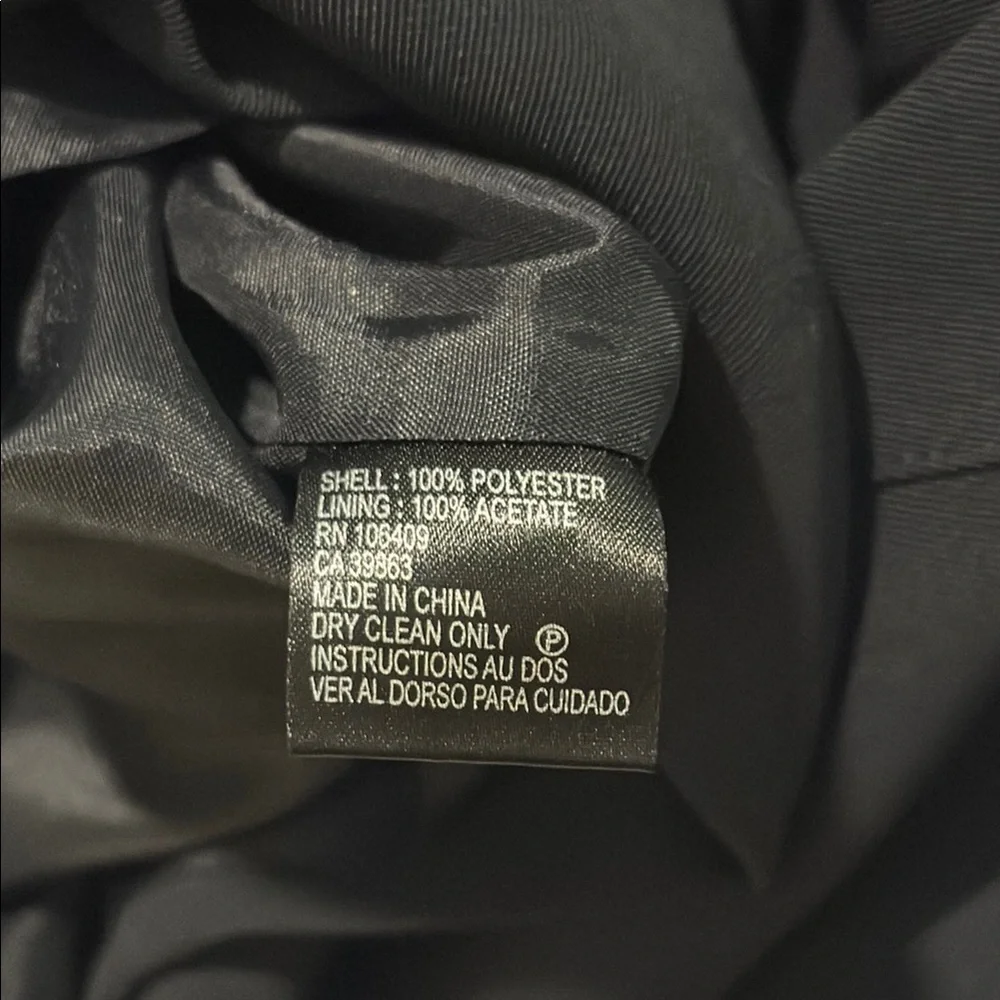 SHELL : 100% POLYESTER
LINING : 100% ACETATE
RN 106409
CA 39863
MADE IN CHINA
DRY CLEAN ONLY Ⓟ
INSTRUCTIONS AU DOS
VER AL DORSO PARA CUIDADO